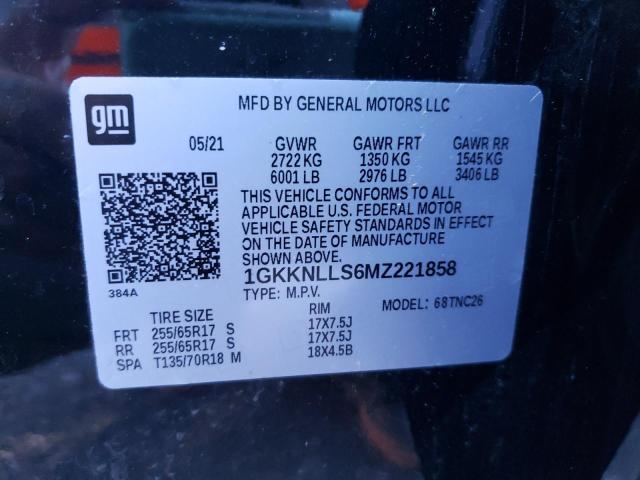 gm
MFD BY GENERAL MOTORS LLC
05/21 GVWR GAWR FRT GAWR RR
2722 KG 1350 KG 1545 KG
6001 LB 2976 LB 3406 LB
THIS VEHICLE CONFORMS TO ALL
APPLICABLE U.S. FEDERAL MOTOR
VEHICLE SAFETY STANDARDS IN EFFECT
ON THE DATE OF MANUFACTURE
SHOWN ABOVE.
1GKKNLLS6MZ221858
384A
TYPE: M.P.V. MODEL: 68TNC26
TIRE SIZE RIM
FRT 255/65R17 S 17X7.5J
RR 255/65R17 S 17X7.5J
SPA T135/70R18 M 18X4.5B